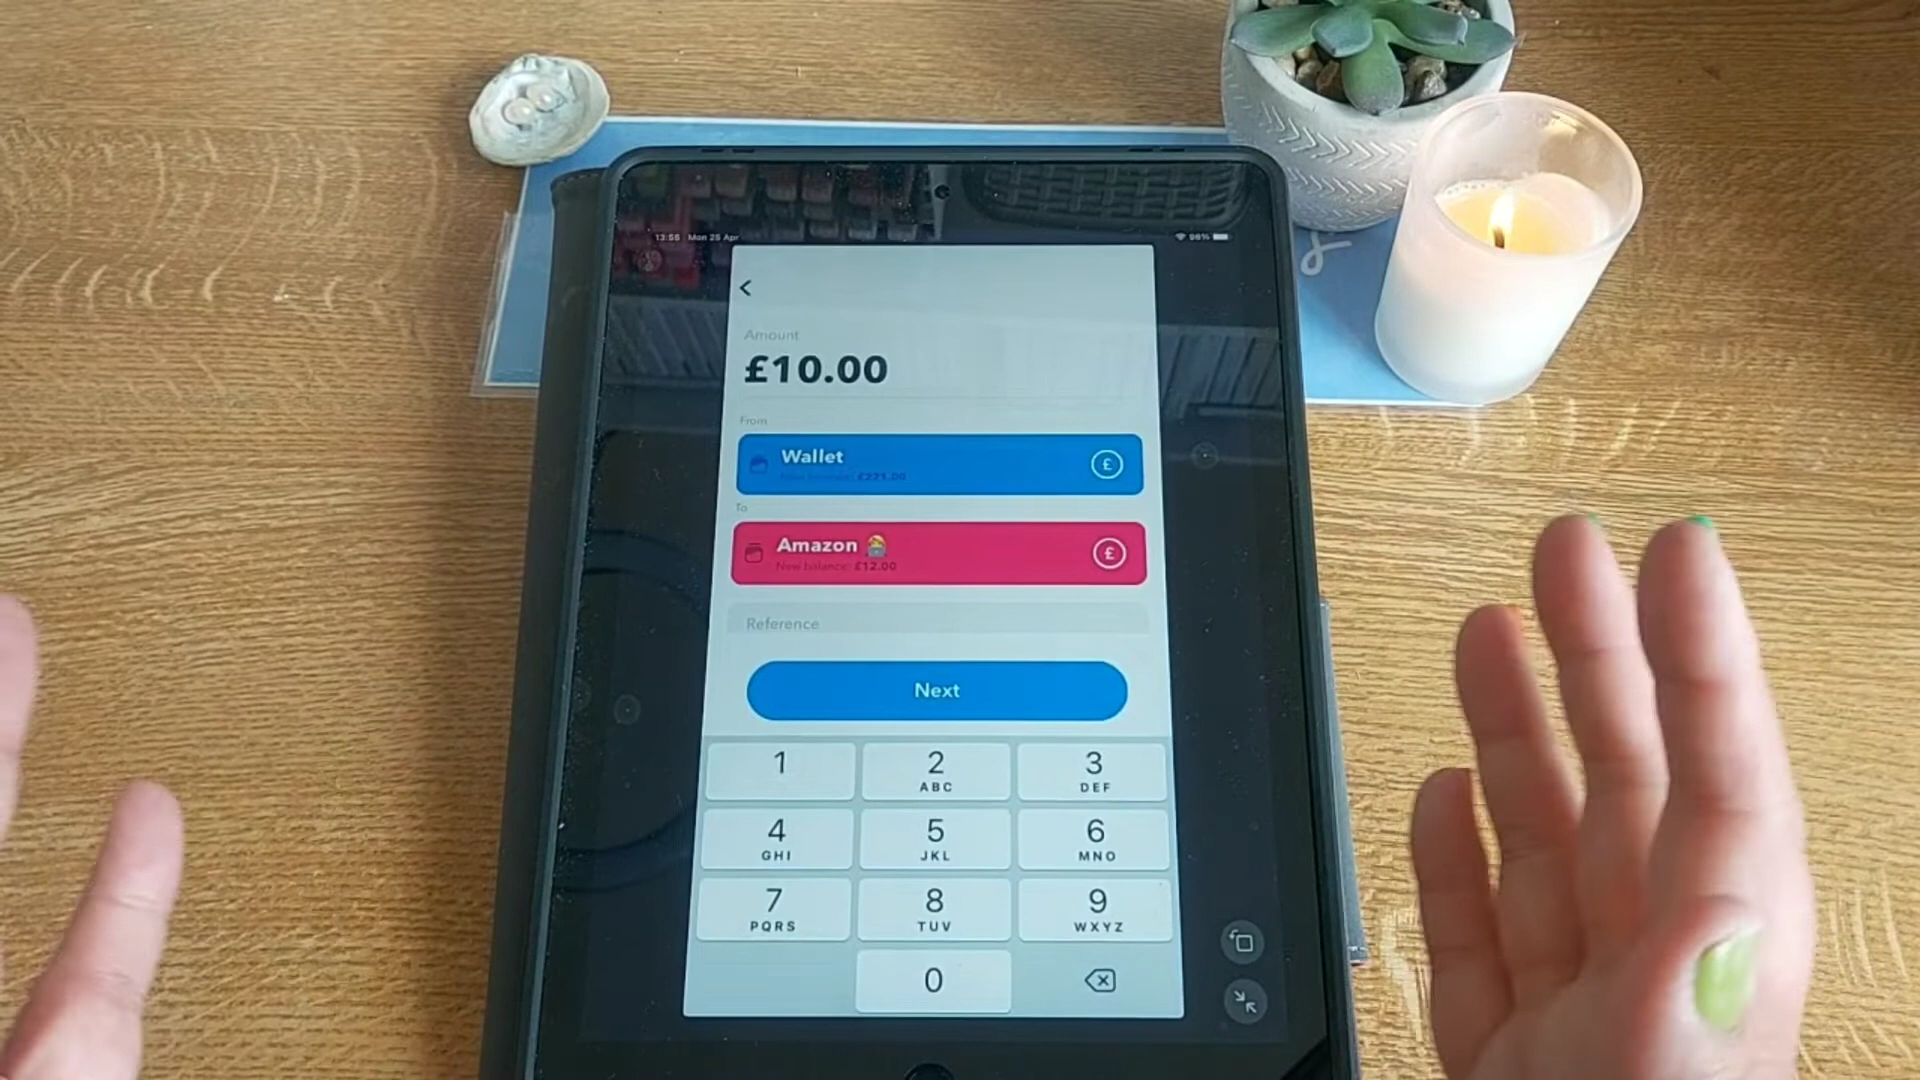 13:55 Mon 25 Apr
96%
Amount
£10.00
From
Wallet
£
New balance: £221.00
To
Amazon 🤷
£
New balance: £12.00
Reference
Next
1
2
ABC
3
DEF
4
GHI
5
JKL
6
MNO
7
PQRS
8
TUV
9
WXYZ
0